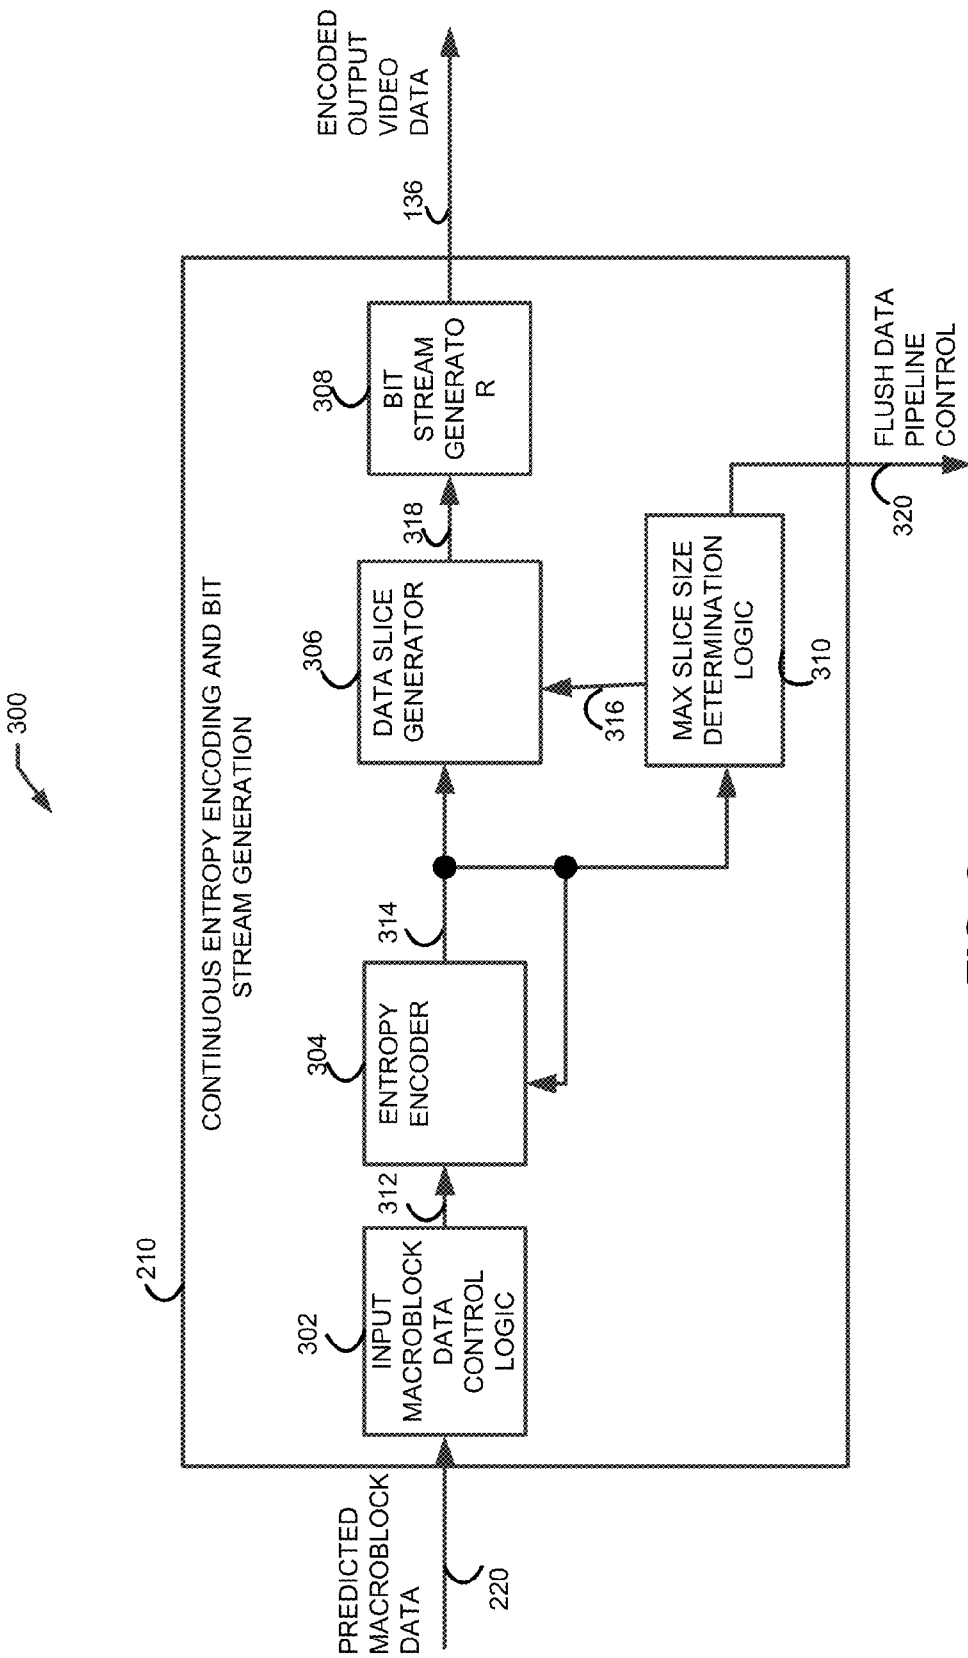 300
210
CONTINUOUS ENTROPY ENCODING AND BIT
STREAM GENERATION
PREDICTED
MACROBLOCK
DATA
220
302
INPUT
MACROBLOCK
DATA
CONTROL
LOGIC
312
304
ENTROPY
ENCODER
314
306
DATA SLICE
GENERATOR
318
308
BIT
STREAM
GENERATO
R
136
ENCODED
OUTPUT
VIDEO
DATA
316
MAX SLICE SIZE
DETERMINATION
LOGIC
310
320
FLUSH DATA
PIPELINE
CONTROL